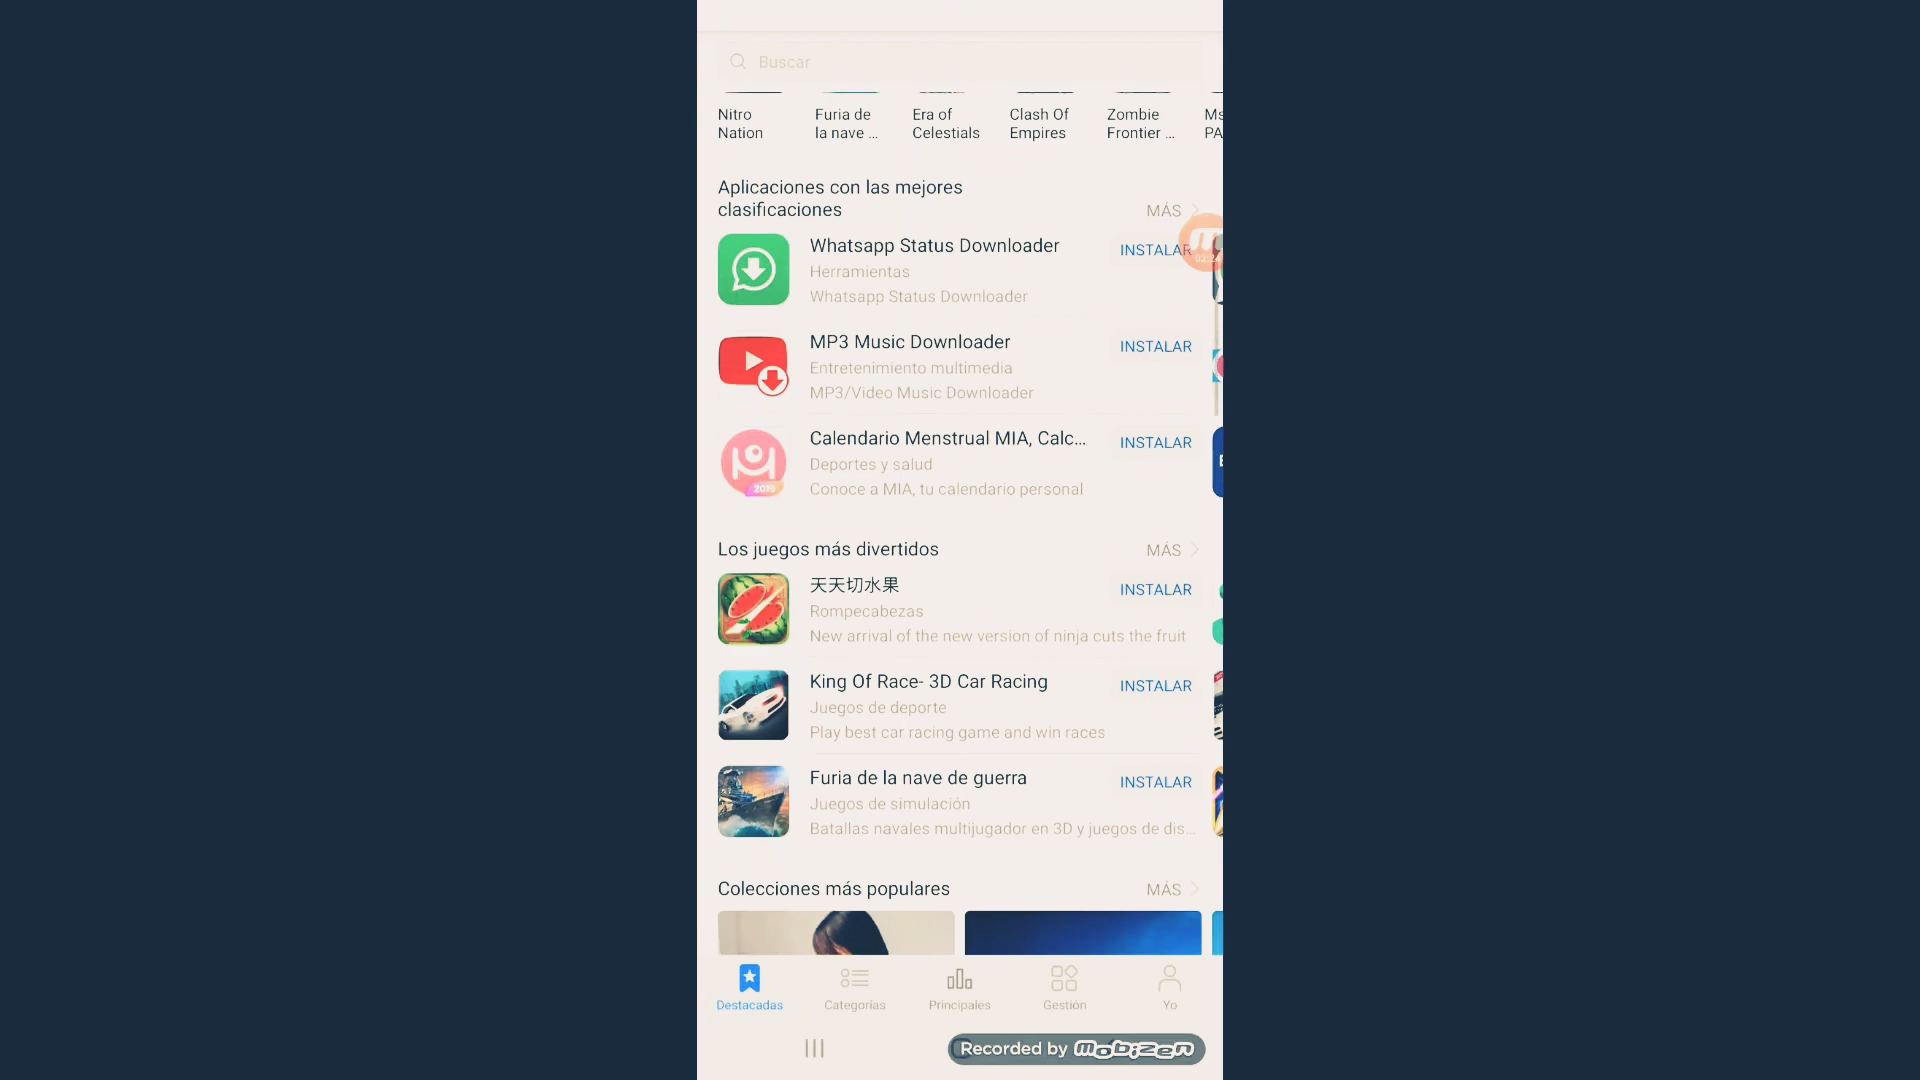 Buscar
Nitro Nation
Furia de la nave ...
Era of Celestials
Clash Of Empires
Zombie Frontier ...
Ms
PA
Aplicaciones con las mejores
clasificaciones
MÁS
Whatsapp Status Downloader
INSTALAR
02:24
Herramientas
Whatsapp Status Downloader
MP3 Music Downloader
INSTALAR
Entretenimiento multimedia
MP3/Video Music Downloader
Calendario Menstrual MIA, Calc...
INSTALAR
Deportes y salud
2019
Conoce a MIA, tu calendario personal
Los juegos más divertidos
MÁS
天天切水果
INSTALAR
Rompecabezas
New arrival of the new version of ninja cuts the fruit
King Of Race- 3D Car Racing
INSTALAR
Juegos de deporte
Play best car racing game and win races
Furia de la nave de guerra
INSTALAR
Juegos de simulación
Batallas navales multijugador en 3D y juegos de dis...
Colecciones más populares
MÁS
Destacadas
Categorías
Principales
Gestión
Yo
Recorded by mobizen